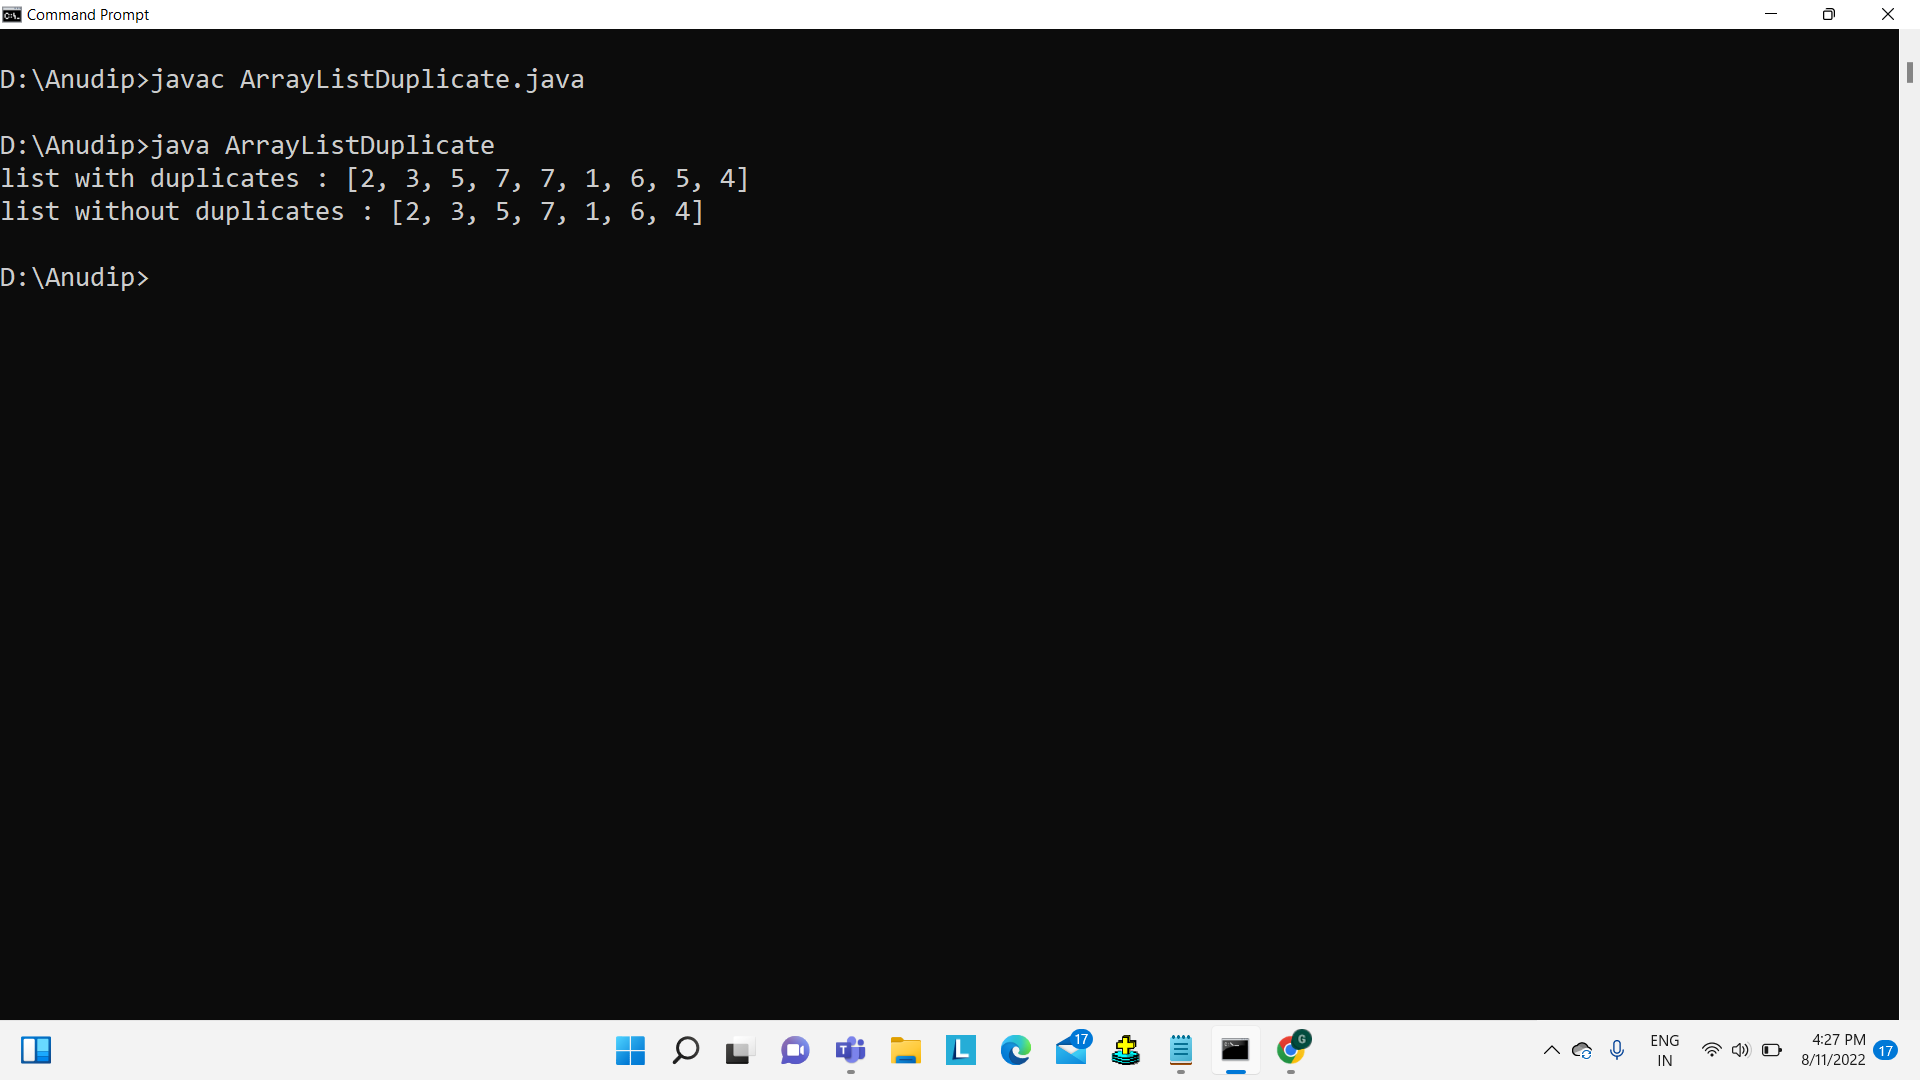 Command Prompt
D:\Anudip>javac ArrayListDuplicate.java
D:\Anudip>java ArrayListDuplicate
list with duplicates : [2, 3, 5, 7, 7, 1, 6, 5, 4]
list without duplicates : [2, 3, 5, 7, 1, 6, 4]
D:\Anudip>
17
G
L
ENG
IN
4:27 PM
8/11/2022
17